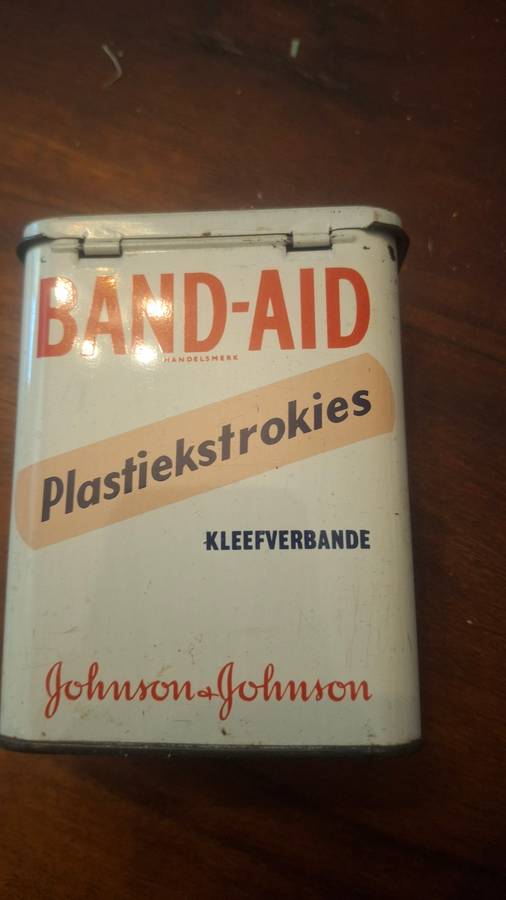 BAND-AID
HANDELSMERK
Plastiekstrokies
KLEEFVERBANDE
Johnson & Johnson